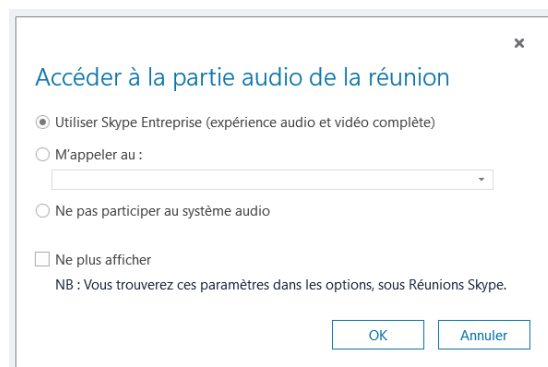 Accéder à la partie audio de la réunion
Utiliser Skype Entreprise (expérience audio et vidéo complète)
M'appeler au :
Ne pas participer au système audio
Ne plus afficher
NB : Vous trouverez ces paramètres dans les options, sous Réunions Skype.
OK Annuler